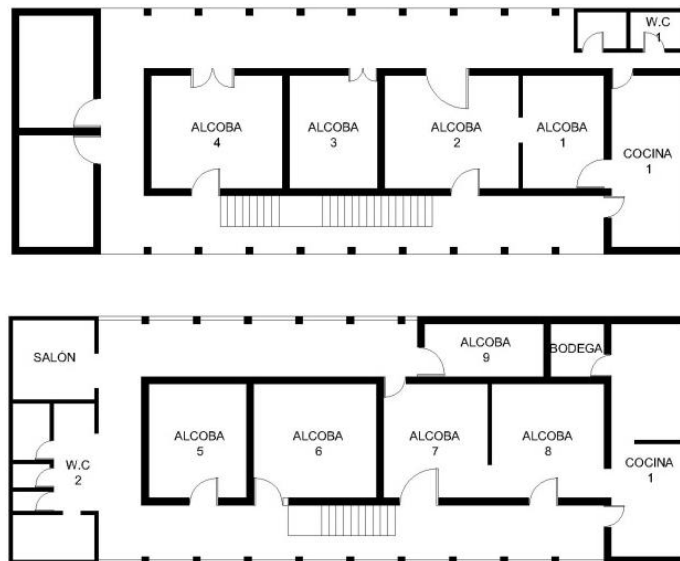 W.C
1
ALCOBA
4
ALCOBA
3
ALCOBA
2
ALCOBA
1
COCINA
1
SALÓN
ALCOBA
9
BODEGA
ALCOBA
5
ALCOBA
6
ALCOBA
7
ALCOBA
8
W.C
2
COCINA
1